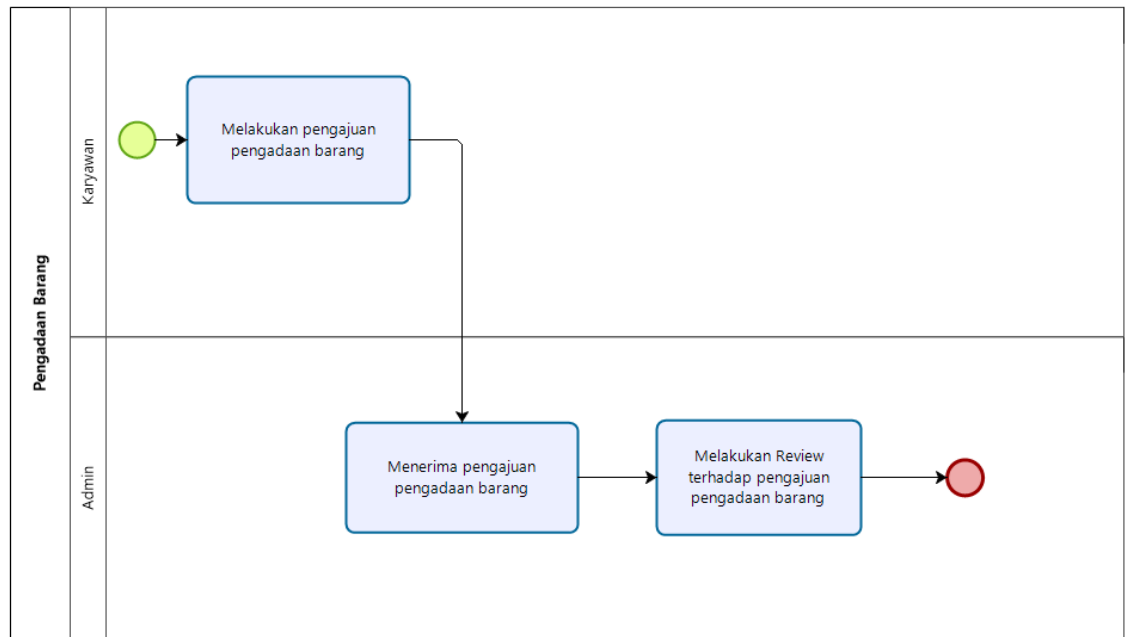 Pengadaan Barang
Karyawan
Melakukan pengajuan
pengadaan barang
Admin
Menerima pengajuan
pengadaan barang
Melakukan Review
terhadap pengajuan
pengadaan barang